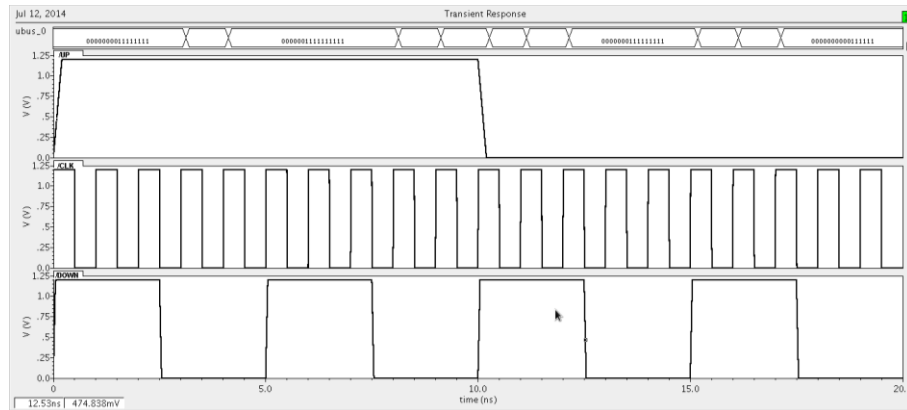 Jul 12, 2014
Transient Response
ubus_0
0000000011111111
0000001111111111
0000000111111111
0000000000111111
1.25
/UP
1.0
.75
.5
.25
0.0
V (V)
1.25
/CLK
1.0
.75
.5
.25
0.0
V (V)
1.25
/DOWN
1.0
.75
.5
.25
0.0
V (V)
0
5.0
10.0
15.0
20.
time (ns)
12.53ns
474.838mV